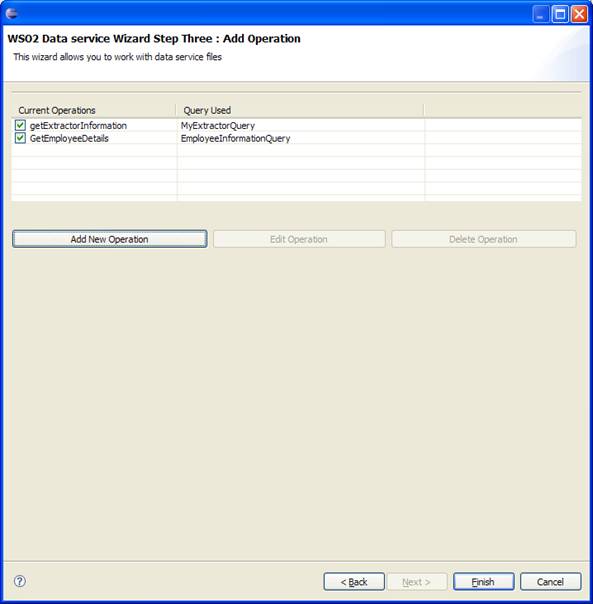 WSO2 Data service Wizard Step Three : Add Operation
This wizard allows you to work with data service files
Current Operations Query Used
getExtractorInformation MyExtractorQuery
GetEmployeeDetails EmployeeInformationQuery
Add New Operation Edit Operation Delete Operation
? < Back Next > Finish Cancel